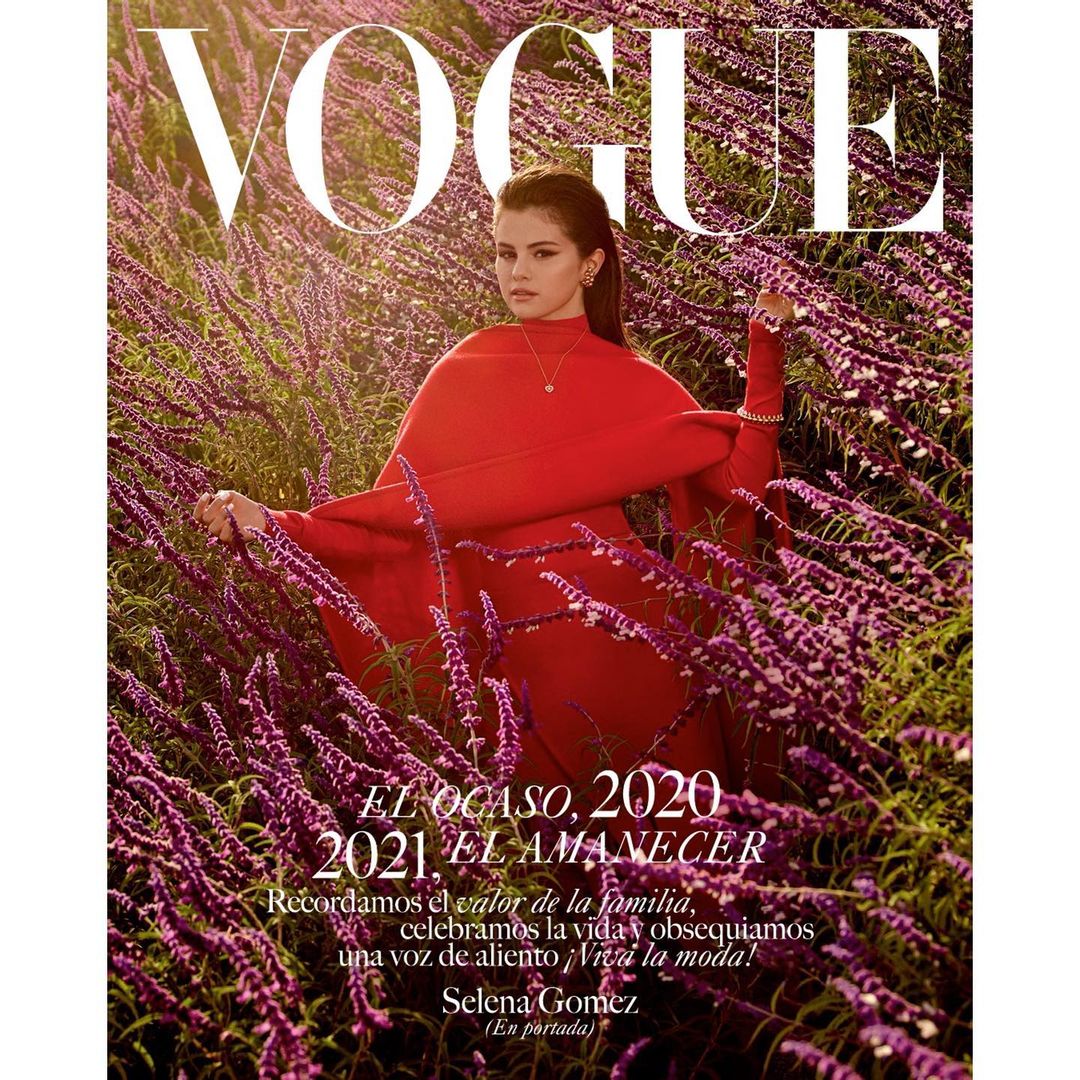 VOGUE
EL OCASO, 2020
2021, EL AMANECER
Recordamos el valor de la familia,
celebramos la vida y obsequiamos
una voz de aliento ¡Viva la moda!
Selena Gomez
(En portada)